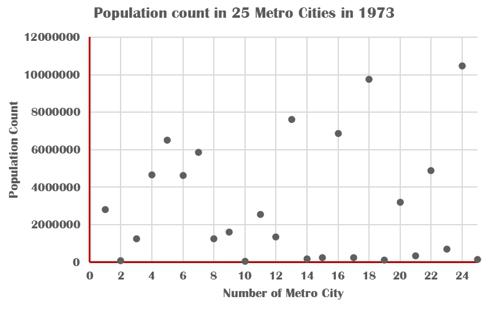 Population count in 25 Metro Cities in 1973
12000000
10000000
8000000
6000000
4000000
2000000
0
0 2 4 6 8 10 12 14 16 18 20 22 24
Population Count
Number of Metro City